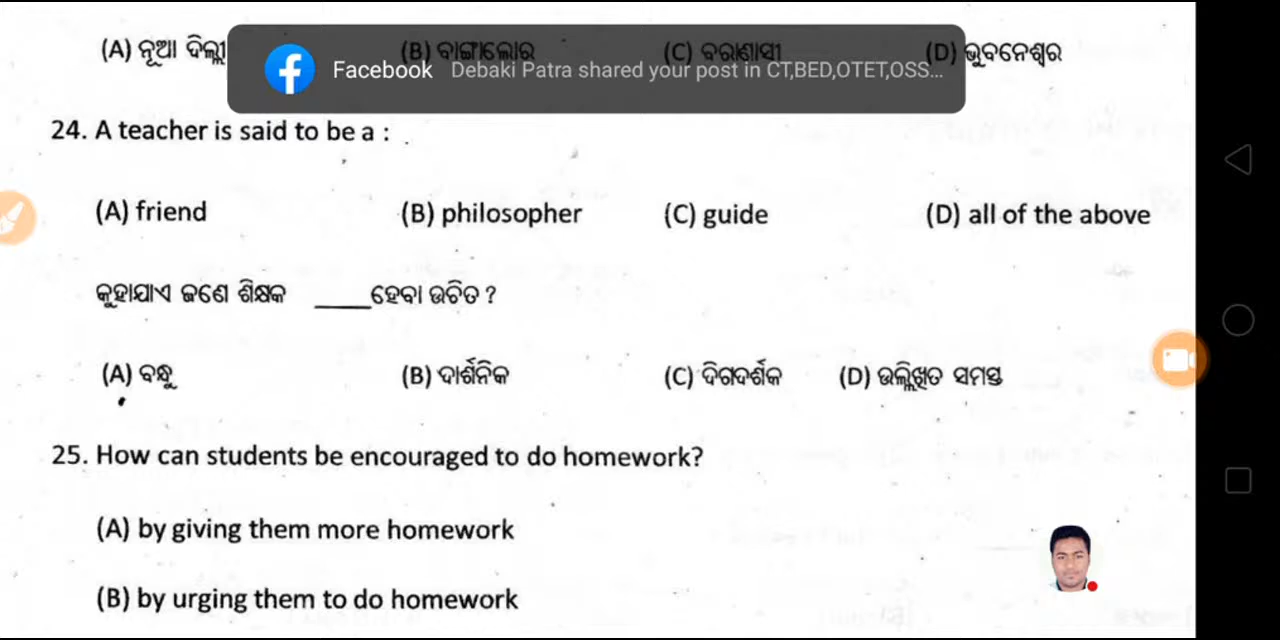 (A) ନୂଆ ଦିଲ୍ଲୀ (B) ବାଙ୍ଗାଲୋର (C) ବରାଣାସୀ (D) ଭୁବନେଶ୍ୱର
Facebook Debaki Patra shared your post in CT,BED,OTET,OSS...
24. A teacher is said to be a :
(A) friend (B) philosopher (C) guide (D) all of the above
କୁହାଯାଏ ଜଣେ ଶିକ୍ଷକ ____ହେବା ଉଚିତ ?
(A) ବନ୍ଧୁ (B) ଦାର୍ଶନିକ (C) ଦିଗଦର୍ଶକ (D) ଉଲ୍ଲିଖିତ ସମସ୍ତ
25. How can students be encouraged to do homework?
(A) by giving them more homework
(B) by urging them to do homework